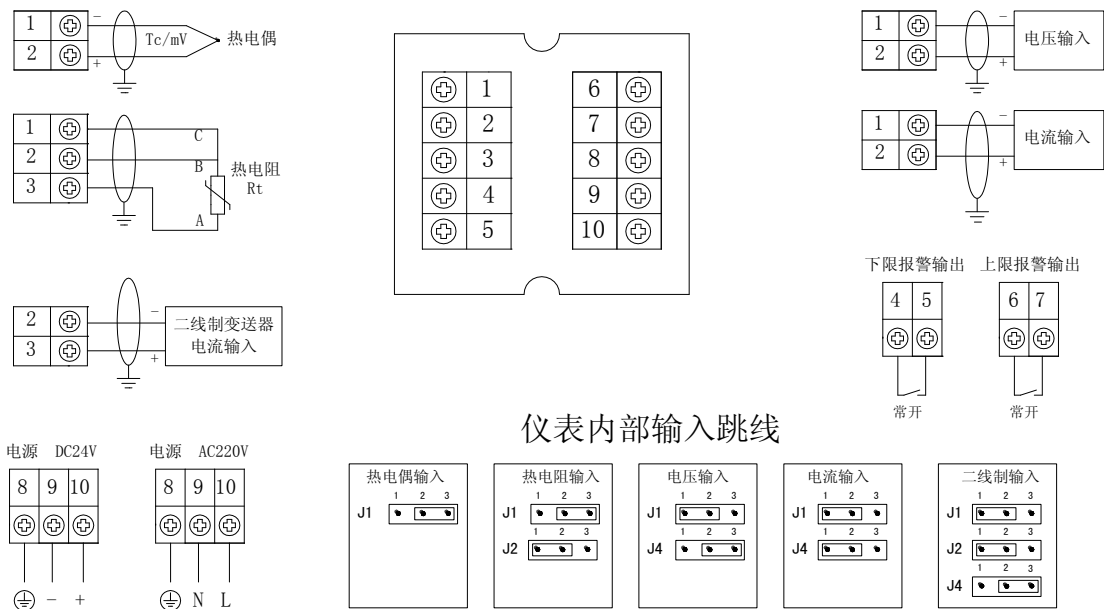 1 - Tc/mV 热电偶
2 +
1 C
2 B 热电阻
3 Rt
A
2 - 二线制变送器
3 + 电流输入
电源 DC24V
8 9 10
- +
电源 AC220V
8 9 10
N L
1 6
2 7
3 8
4 9
5 10
1 - 电压输入
2 +
1 - 电流输入
2 +
下限报警输出
4 5
常开
上限报警输出
6 7
常开
仪表内部输入跳线
热电偶输入
1 2 3
J1
热电阻输入
1 2 3
J1
1 2 3
J2
电压输入
1 2 3
J1
1 2 3
J4
电流输入
1 2 3
J1
1 2 3
J4
二线制输入
1 2 3
J1
1 2 3
J2
1 2 3
J4